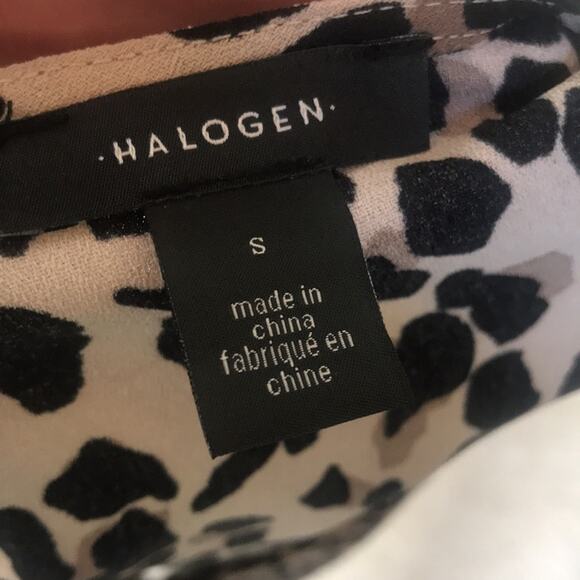 ·HALOGEN·
S
made in
china
fabriqué en
chine